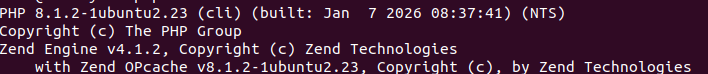 PHP 8.1.2-1ubuntu2.23 (cli) (built: Jan  7 2026 08:37:41) (NTS)
Copyright (c) The PHP Group
Zend Engine v4.1.2, Copyright (c) Zend Technologies
    with Zend OPcache v8.1.2-1ubuntu2.23, Copyright (c), by Zend Technologies